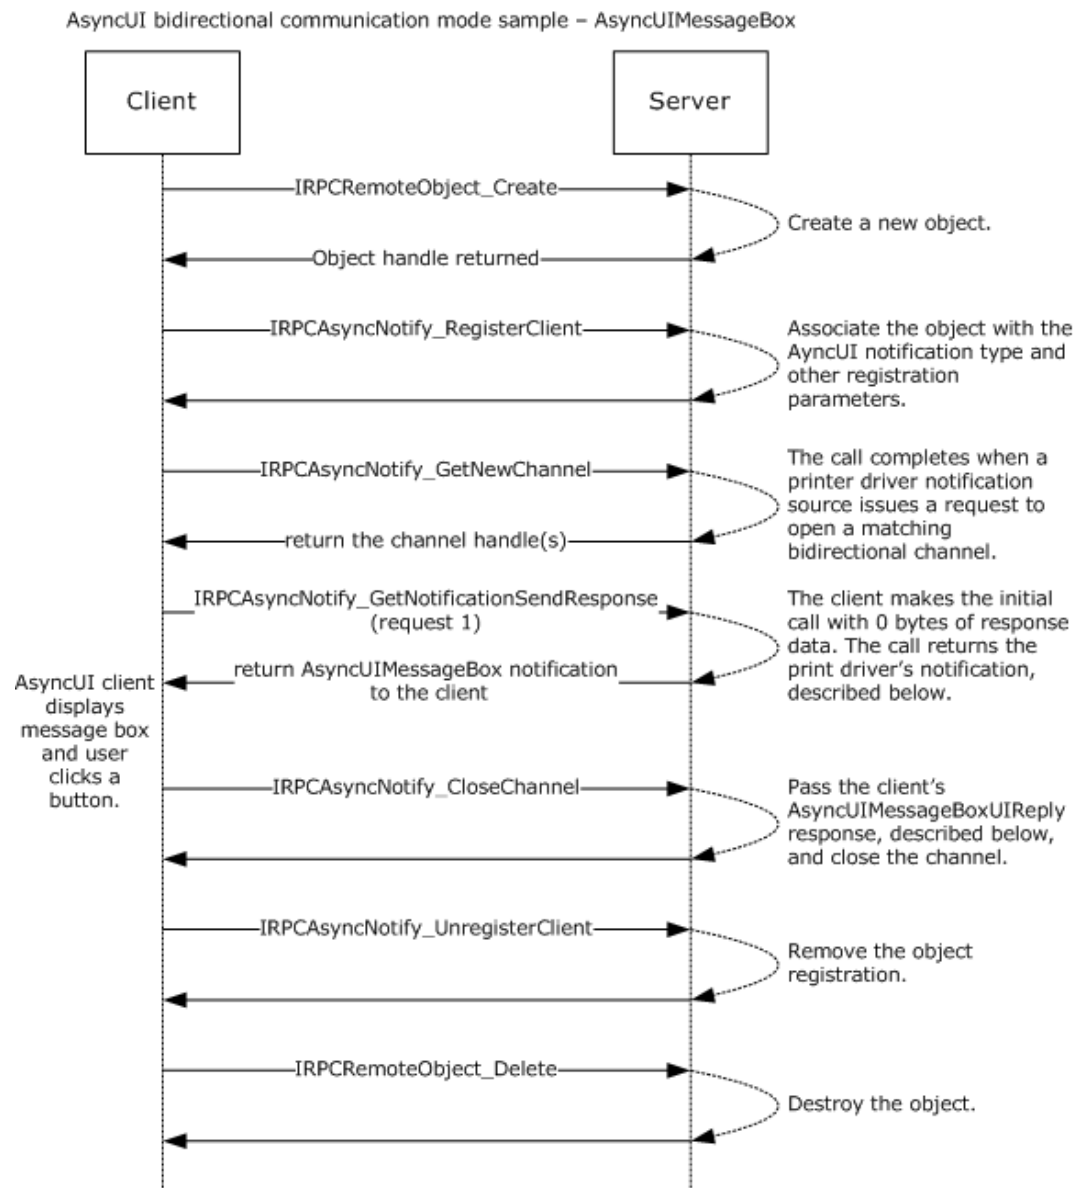 AsyncUI bidirectional communication mode sample – AsyncUIMessageBox
Client
Server
IRPCRemoteObject_Create
Create a new object.
Object handle returned
IRPCAsyncNotify_RegisterClient
Associate the object with the
AyncUI notification type and
other registration
parameters.
IRPCAsyncNotify_GetNewChannel
The call completes when a
printer driver notification
source issues a request to
open a matching
bidirectional channel.
return the channel handle(s)
IRPCAsyncNotify_GetNotificationSendResponse
(request 1)
The client makes the initial
call with 0 bytes of response
data. The call returns the
print driver's notification,
described below.
return AsyncUIMessageBox notification
to the client
AsyncUI client
displays
message box
and user
clicks a
button.
IRPCAsyncNotify_CloseChannel
Pass the client's
AsyncUIMessageBoxUIReply
response, described below,
and close the channel.
IRPCAsyncNotify_UnregisterClient
Remove the object
registration.
IRPCRemoteObject_Delete
Destroy the object.